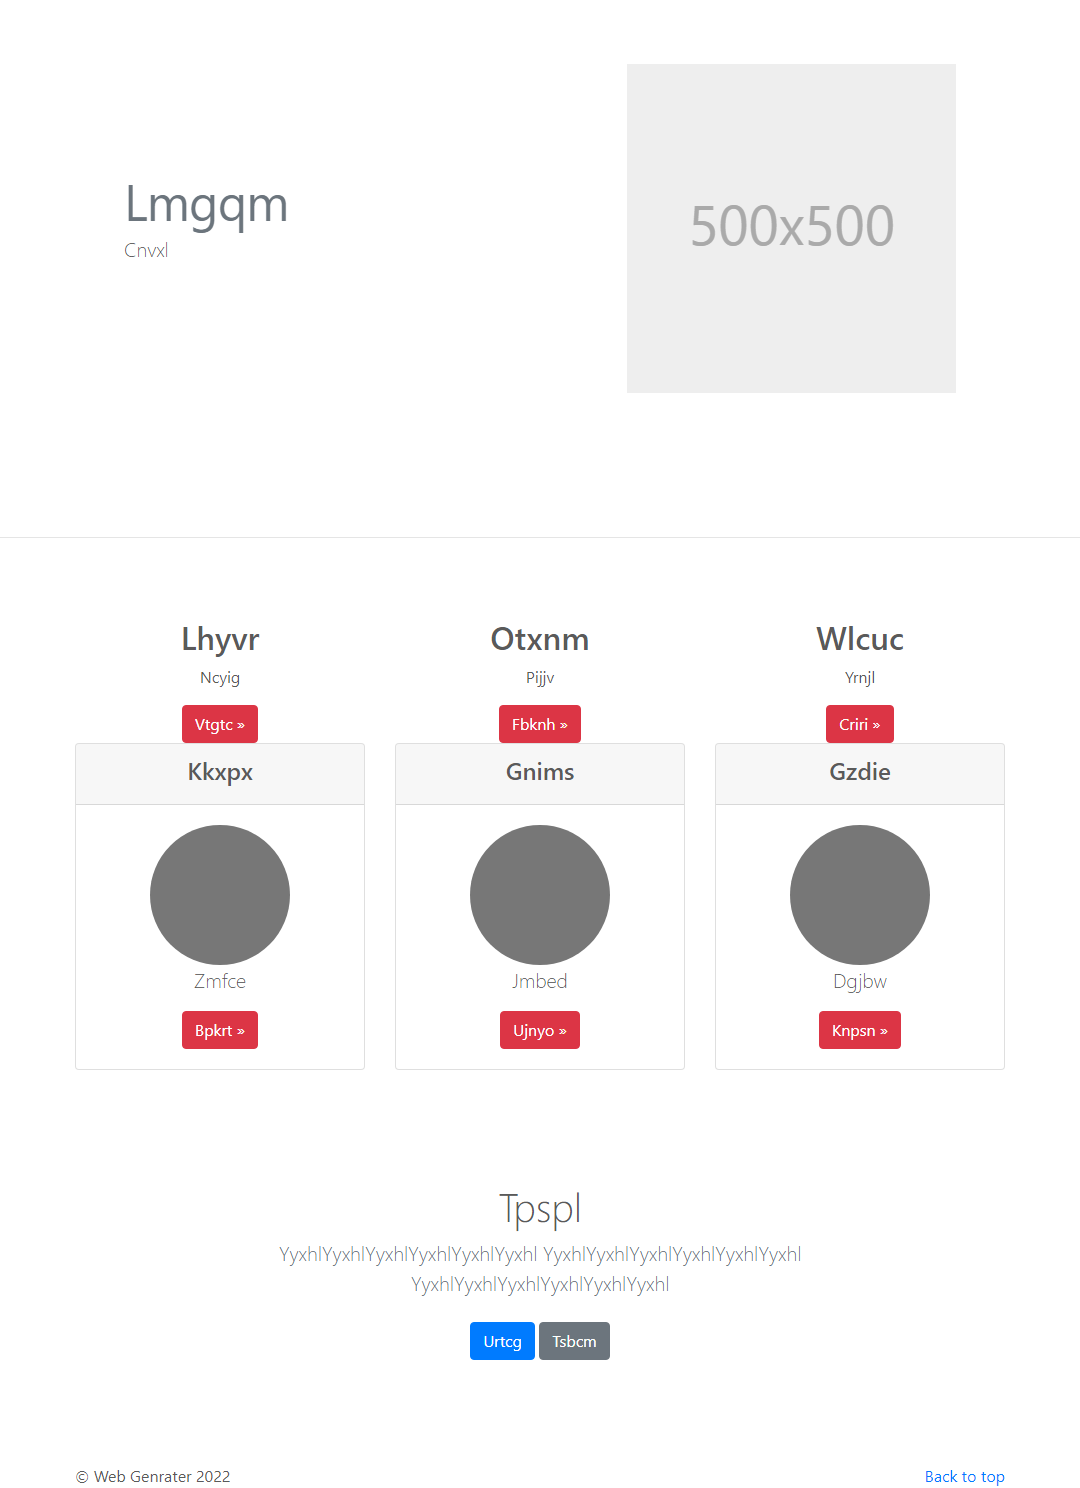 Lmgqm
Cnvxl
500x500
Lhyvr
Ncyig
Vtgtc »
Otxnm
Pijjv
Fbknh »
Wlcuc
Yrnjl
Criri »
Kkxpx
Zmfce
Bpkrt »
Gnims
Jmbed
Ujnyo »
Gzdie
Dgjbw
Knpsn »
Tpspl
YyxhlYyxhlYyxhlYyxhlYyxhlYyxhl YyxhlYyxhlYyxhlYyxhlYyxhlYyxhl
YyxhlYyxhlYyxhlYyxhlYyxhlYyxhl
Urtcg Tsbcm
© Web Genrater 2022
Back to top